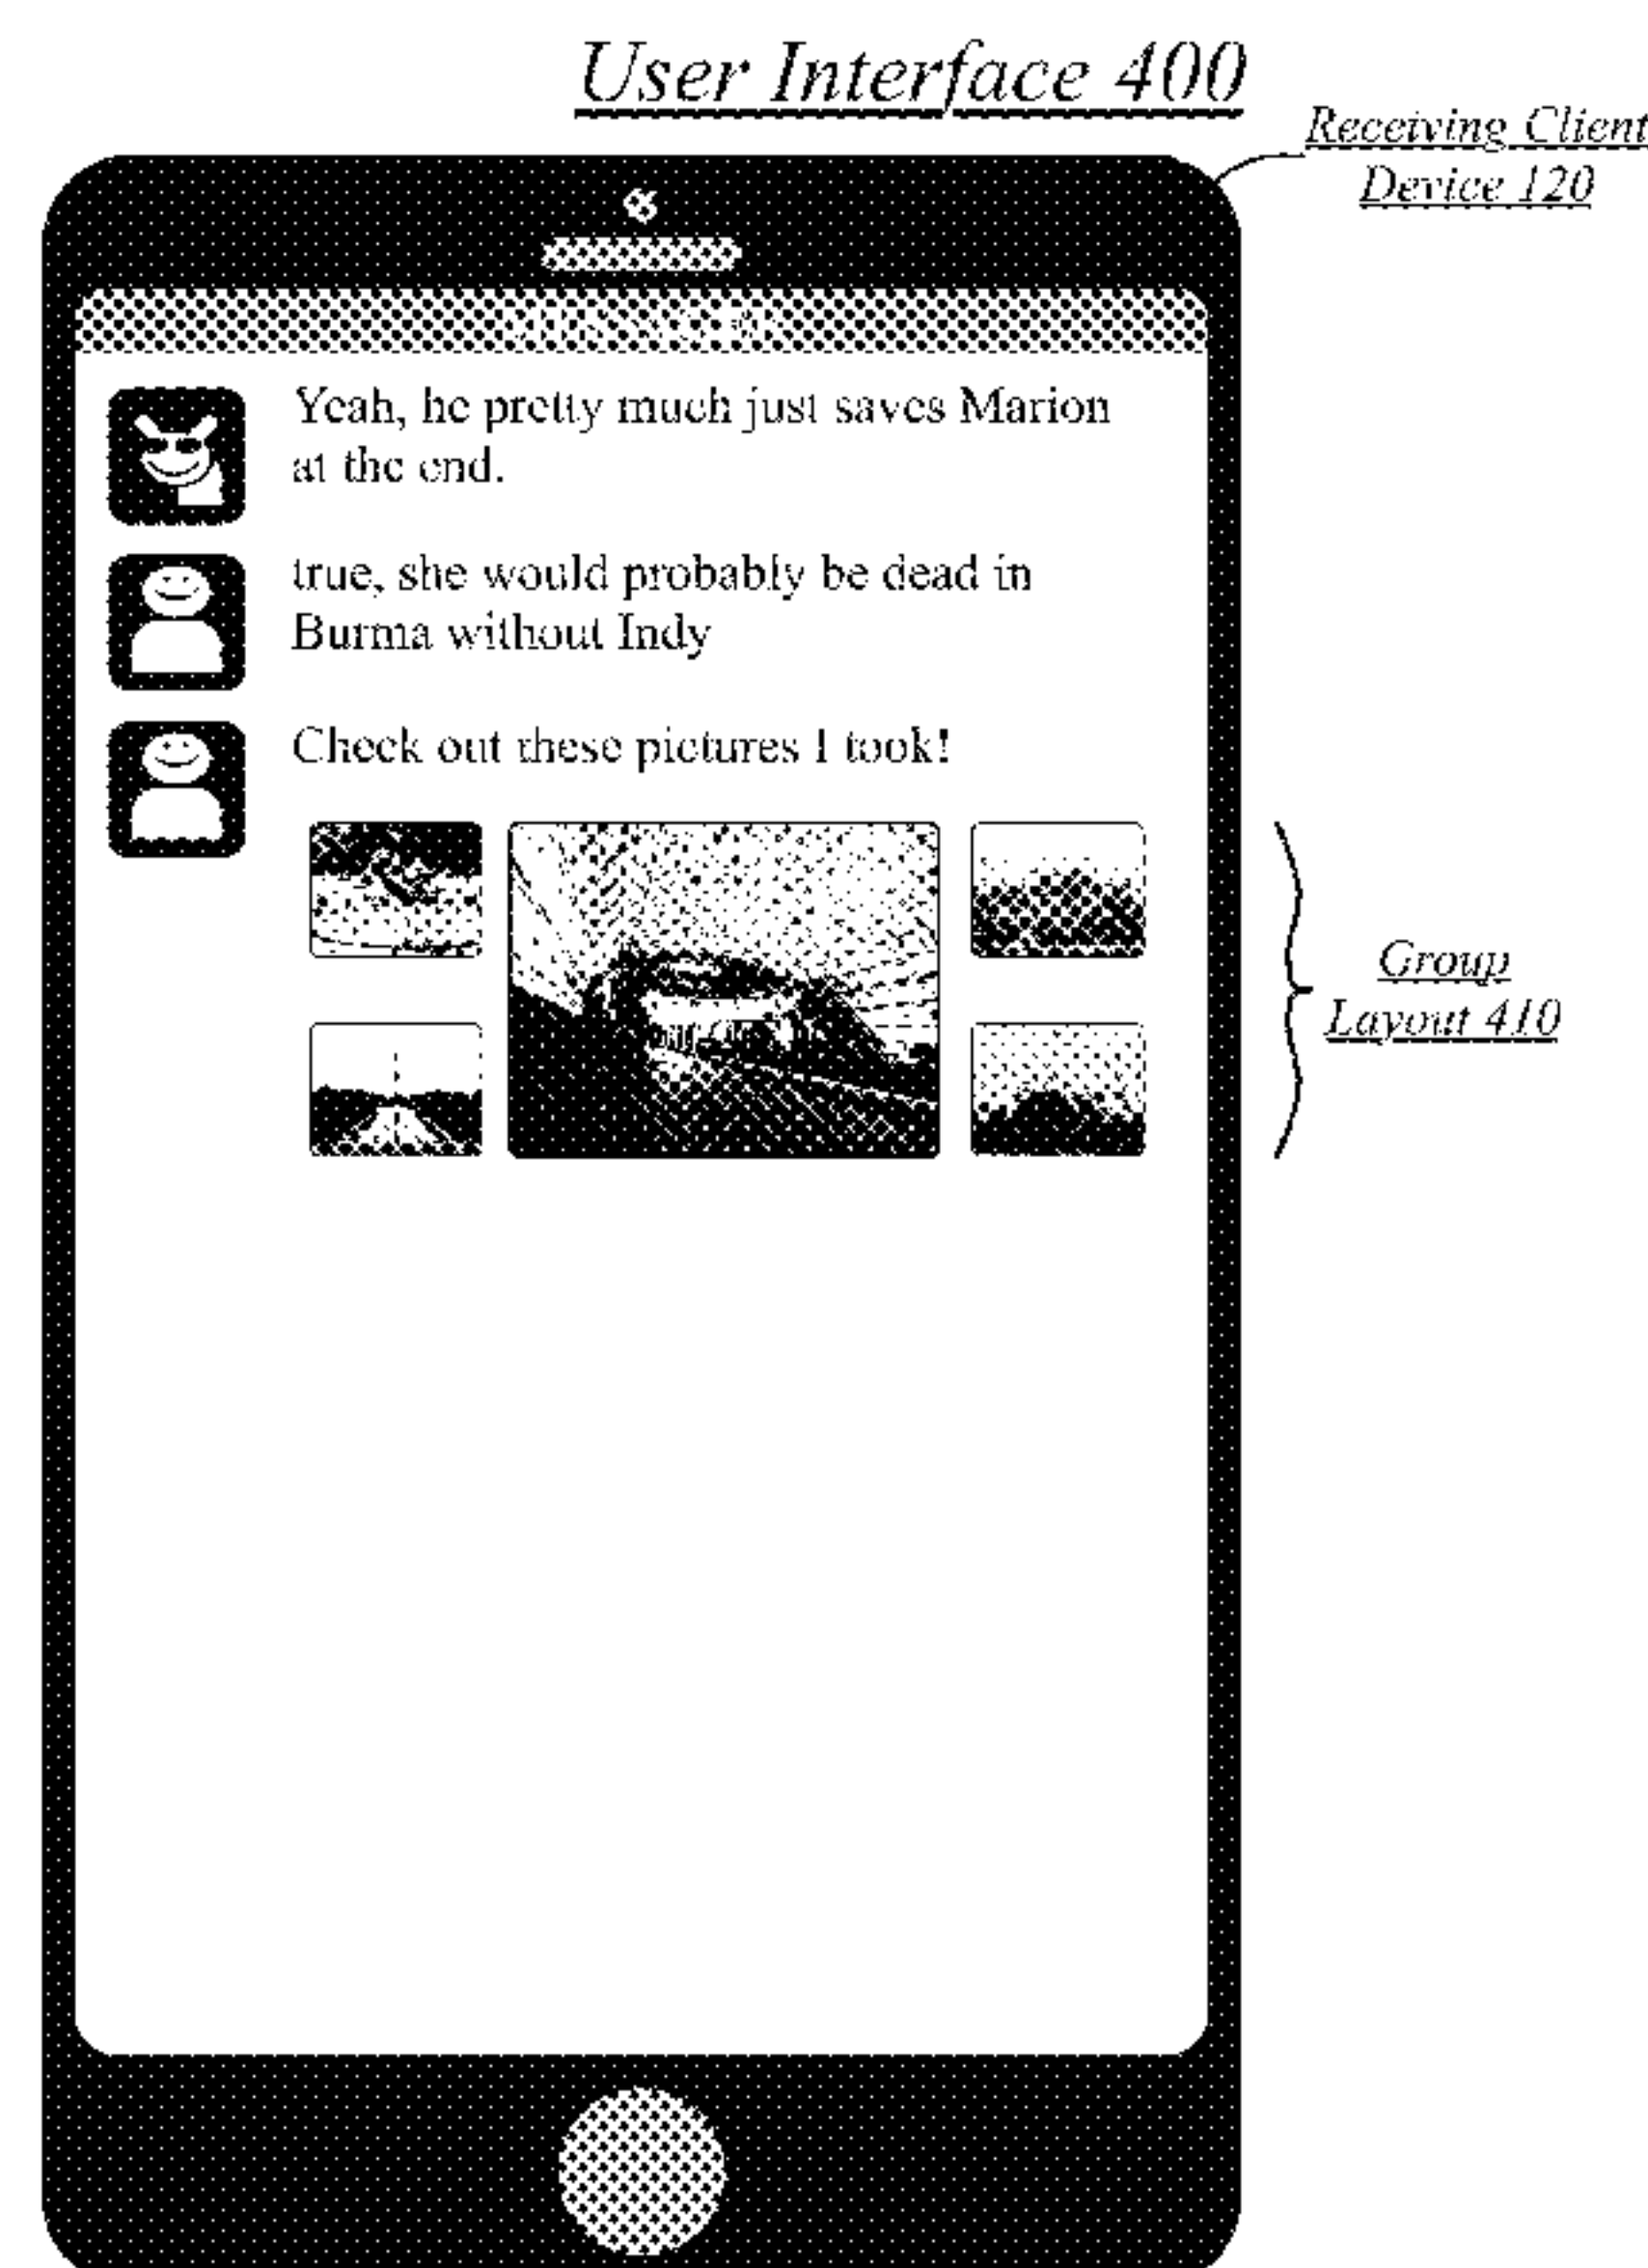 User Interface 400
Receiving Client
Device 120
Yeah, he pretty much just saves Marion
at the end.
true, she would probably be dead in
Burma without Indy
Check out these pictures I took!
Group
Layout 410